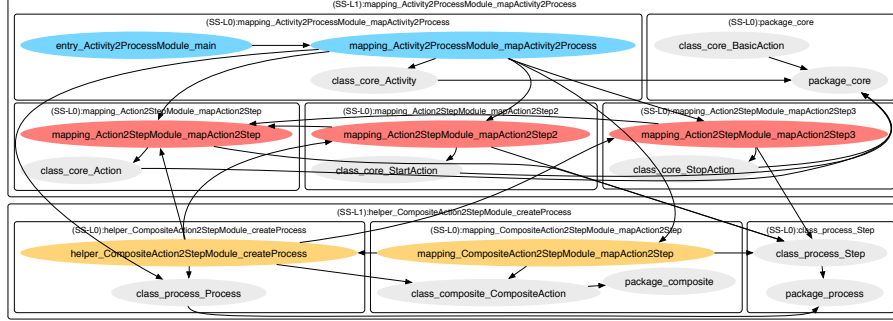 (SS-L1):mapping_Activity2ProcessModule_mapActivity2Process
(SS-L0):mapping_Activity2ProcessModule_mapActivity2Process
(SS-L0):package_core
entry_Activity2ProcessModule_main
mapping_Activity2ProcessModule_mapActivity2Process
class_core_BasicAction
class_core_Activity
package_core
(SS-L0):mapping_Action2StepModule_mapAction2Step
(SS-L0):mapping_Action2StepModule_mapAction2Step2
(SS-L0):mapping_Action2StepModule_mapAction2Step3
mapping_Action2StepModule_mapAction2Step
mapping_Action2StepModule_mapAction2Step2
mapping_Action2StepModule_mapAction2Step3
class_core_Action
class_core_StartAction
class_core_StopAction
(SS-L1):helper_CompositeAction2StepModule_createProcess
(SS-L0):helper_CompositeAction2StepModule_createProcess
(SS-L0):mapping_CompositeAction2StepModule_mapAction2Step
(SS-L0):class_process_Step
helper_CompositeAction2StepModule_createProcess
mapping_CompositeAction2StepModule_mapAction2Step
class_process_Step
class_process_Process
class_composite_CompositeAction
package_composite
package_process